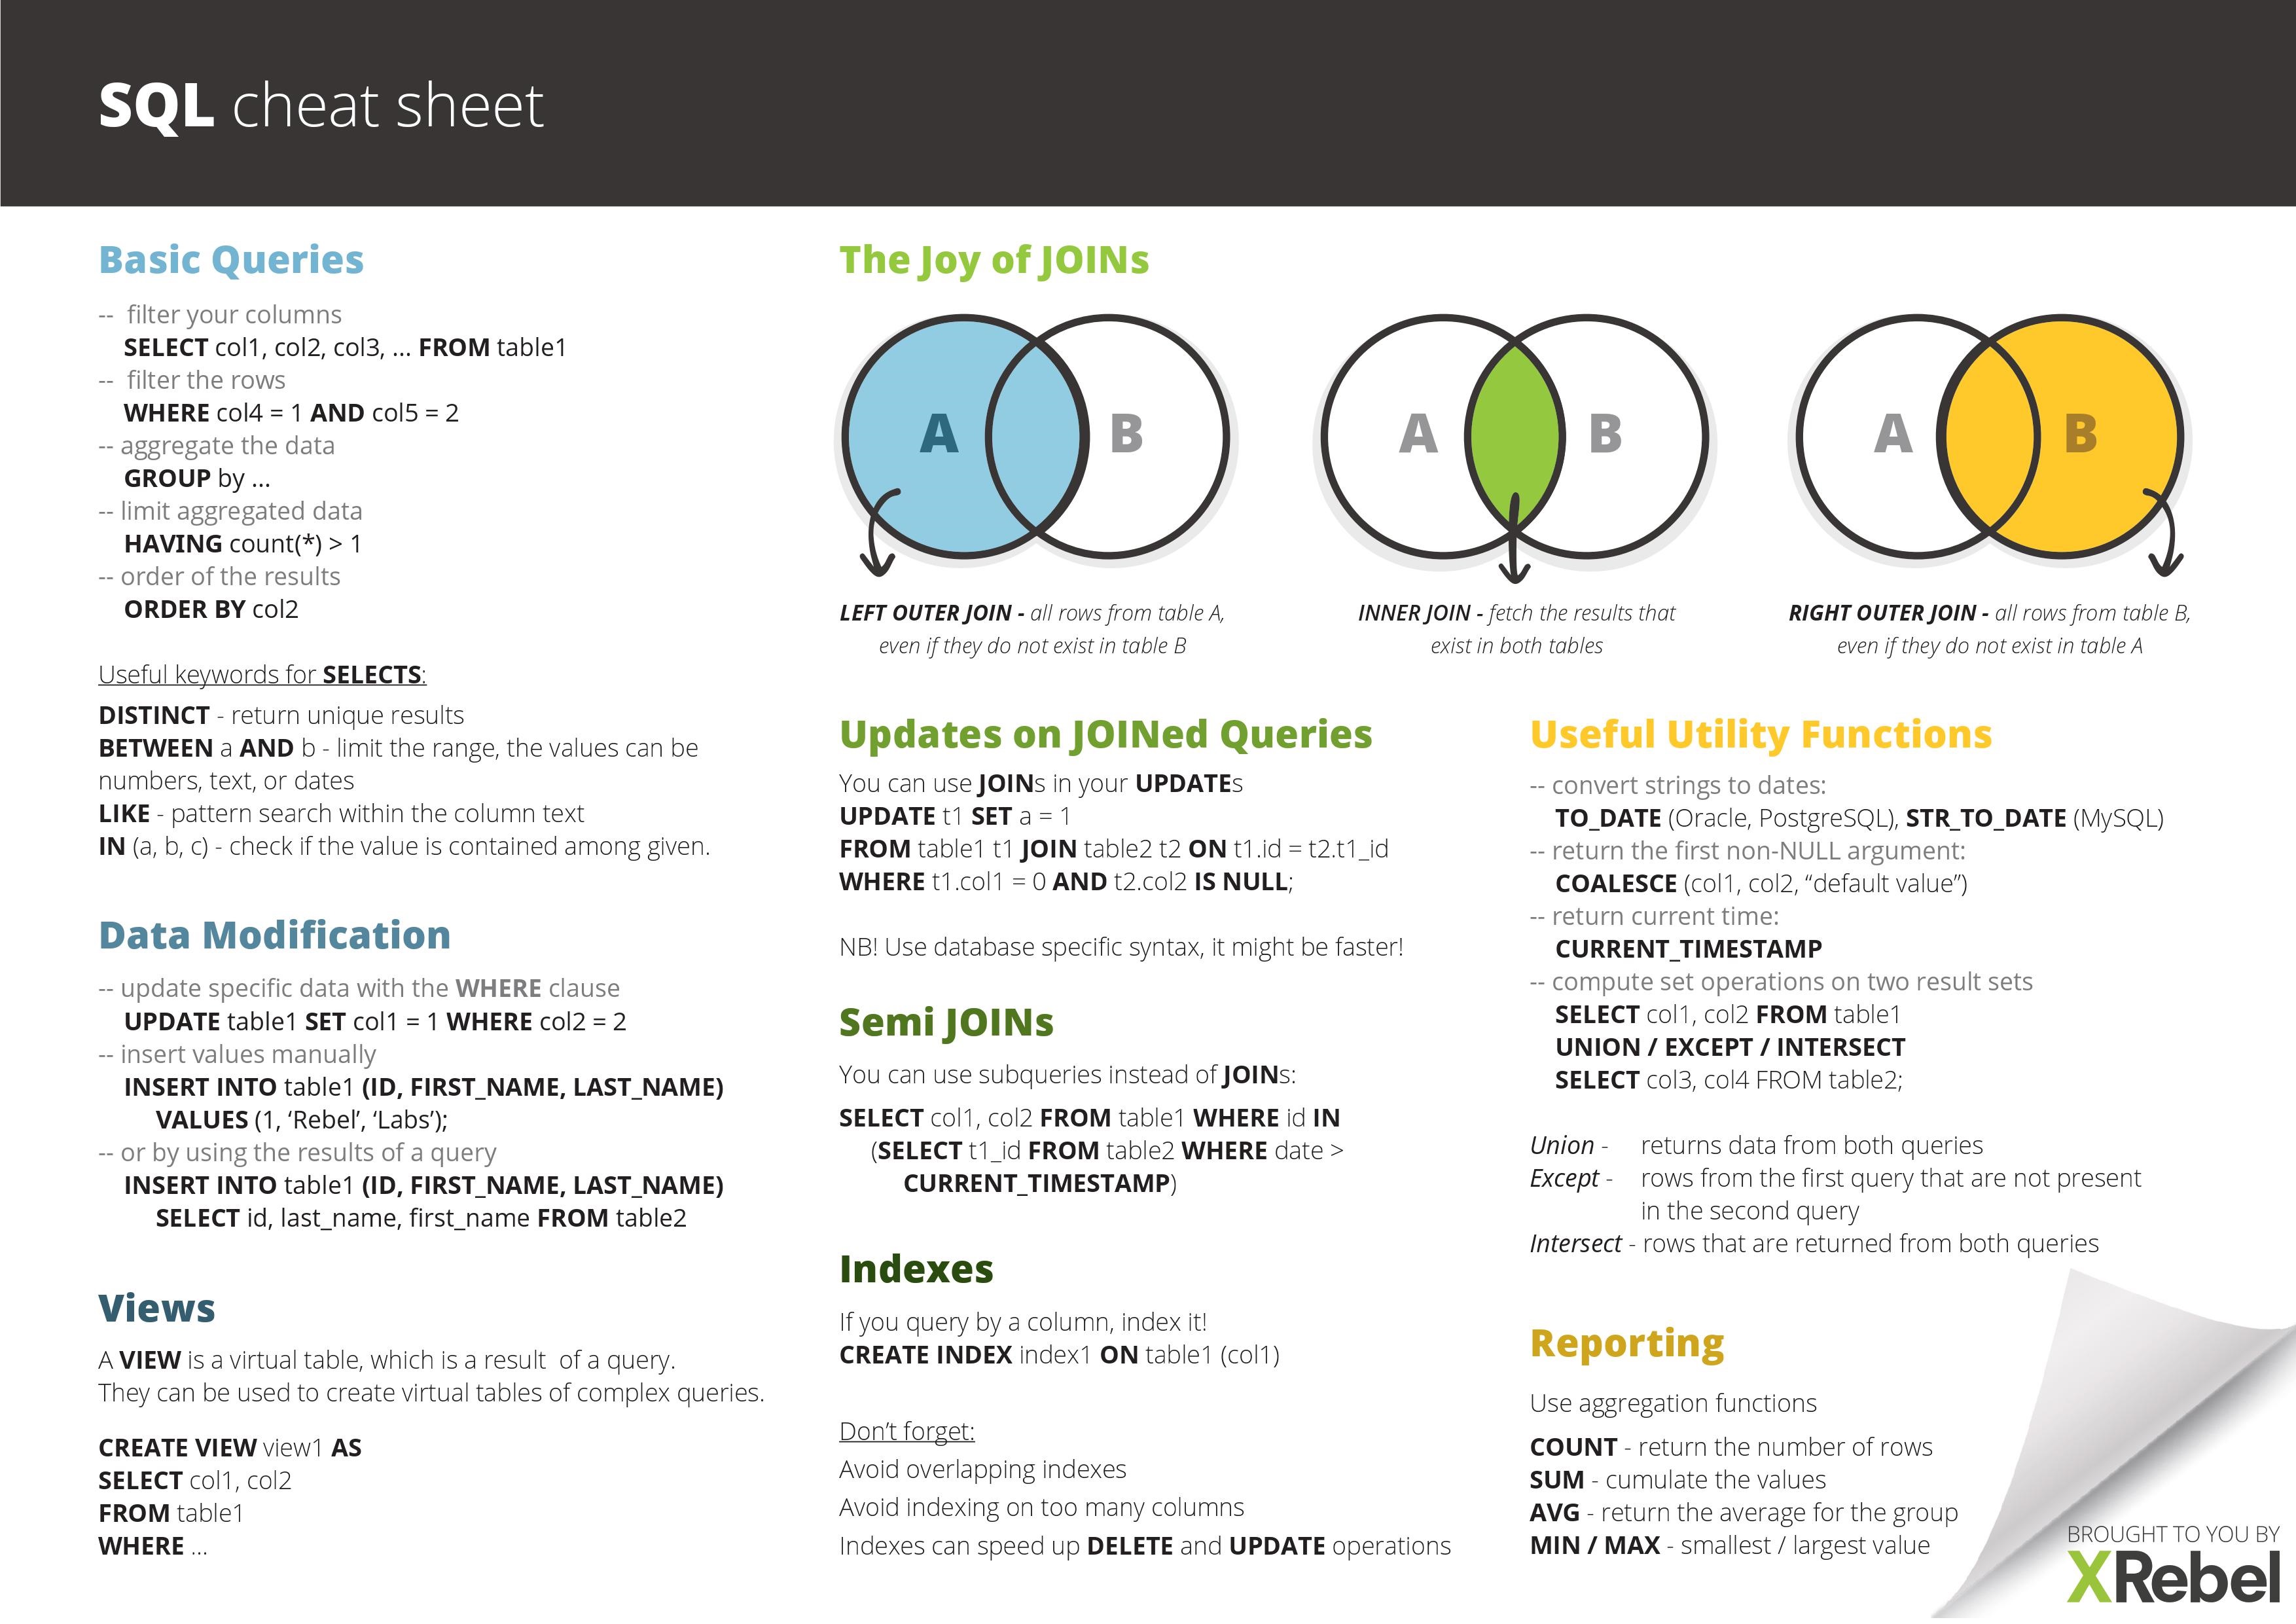 SQL cheat sheet
Basic Queries
-- filter your columns
SELECT col1, col2, col3, ... FROM table1
-- filter the rows
WHERE col4 = 1 AND col5 = 2
-- aggregate the data
GROUP by ...
-- limit aggregated data
HAVING count(*) > 1
-- order of the results
ORDER BY col2
Useful keywords for SELECTS:
DISTINCT - return unique results
BETWEEN a AND b - limit the range, the values can be
numbers, text, or dates
LIKE - pattern search within the column text
IN (a, b, c) - check if the value is contained among given.
Data Modification
-- update specific data with the WHERE clause
UPDATE table1 SET col1 = 1 WHERE col2 = 2
-- insert values manually
INSERT INTO table1 (ID, FIRST_NAME, LAST_NAME)
VALUES (1, ‘Rebel’, ‘Labs’);
-- or by using the results of a query
INSERT INTO table1 (ID, FIRST_NAME, LAST_NAME)
SELECT id, last_name, first_name FROM table2
Views
A VIEW is a virtual table, which is a result of a query.
They can be used to create virtual tables of complex queries.
CREATE VIEW view1 AS
SELECT col1, col2
FROM table1
WHERE ...
The Joy of JOINs
A B
A B
A B
LEFT OUTER JOIN - all rows from table A,
even if they do not exist in table B
INNER JOIN - fetch the results that
exist in both tables
RIGHT OUTER JOIN - all rows from table B,
even if they do not exist in table A
Updates on JOINed Queries
You can use JOINs in your UPDATEs
UPDATE t1 SET a = 1
FROM table1 t1 JOIN table2 t2 ON t1.id = t2.t1_id
WHERE t1.col1 = 0 AND t2.col2 IS NULL;
NB! Use database specific syntax, it might be faster!
Semi JOINs
You can use subqueries instead of JOINs:
SELECT col1, col2 FROM table1 WHERE id IN
(SELECT t1_id FROM table2 WHERE date >
CURRENT_TIMESTAMP)
Indexes
If you query by a column, index it!
CREATE INDEX index1 ON table1 (col1)
Don’t forget:
Avoid overlapping indexes
Avoid indexing on too many columns
Indexes can speed up DELETE and UPDATE operations
Useful Utility Functions
-- convert strings to dates:
TO_DATE (Oracle, PostgreSQL), STR_TO_DATE (MySQL)
-- return the first non-NULL argument:
COALESCE (col1, col2, “default value”)
-- return current time:
CURRENT_TIMESTAMP
-- compute set operations on two result sets
SELECT col1, col2 FROM table1
UNION / EXCEPT / INTERSECT
SELECT col3, col4 FROM table2;
Union - returns data from both queries
Except - rows from the first query that are not present
in the second query
Intersect - rows that are returned from both queries
Reporting
Use aggregation functions
COUNT - return the number of rows
SUM - cumulate the values
AVG - return the average for the group
MIN / MAX - smallest / largest value
BROUGHT TO YOU BY
XRebel